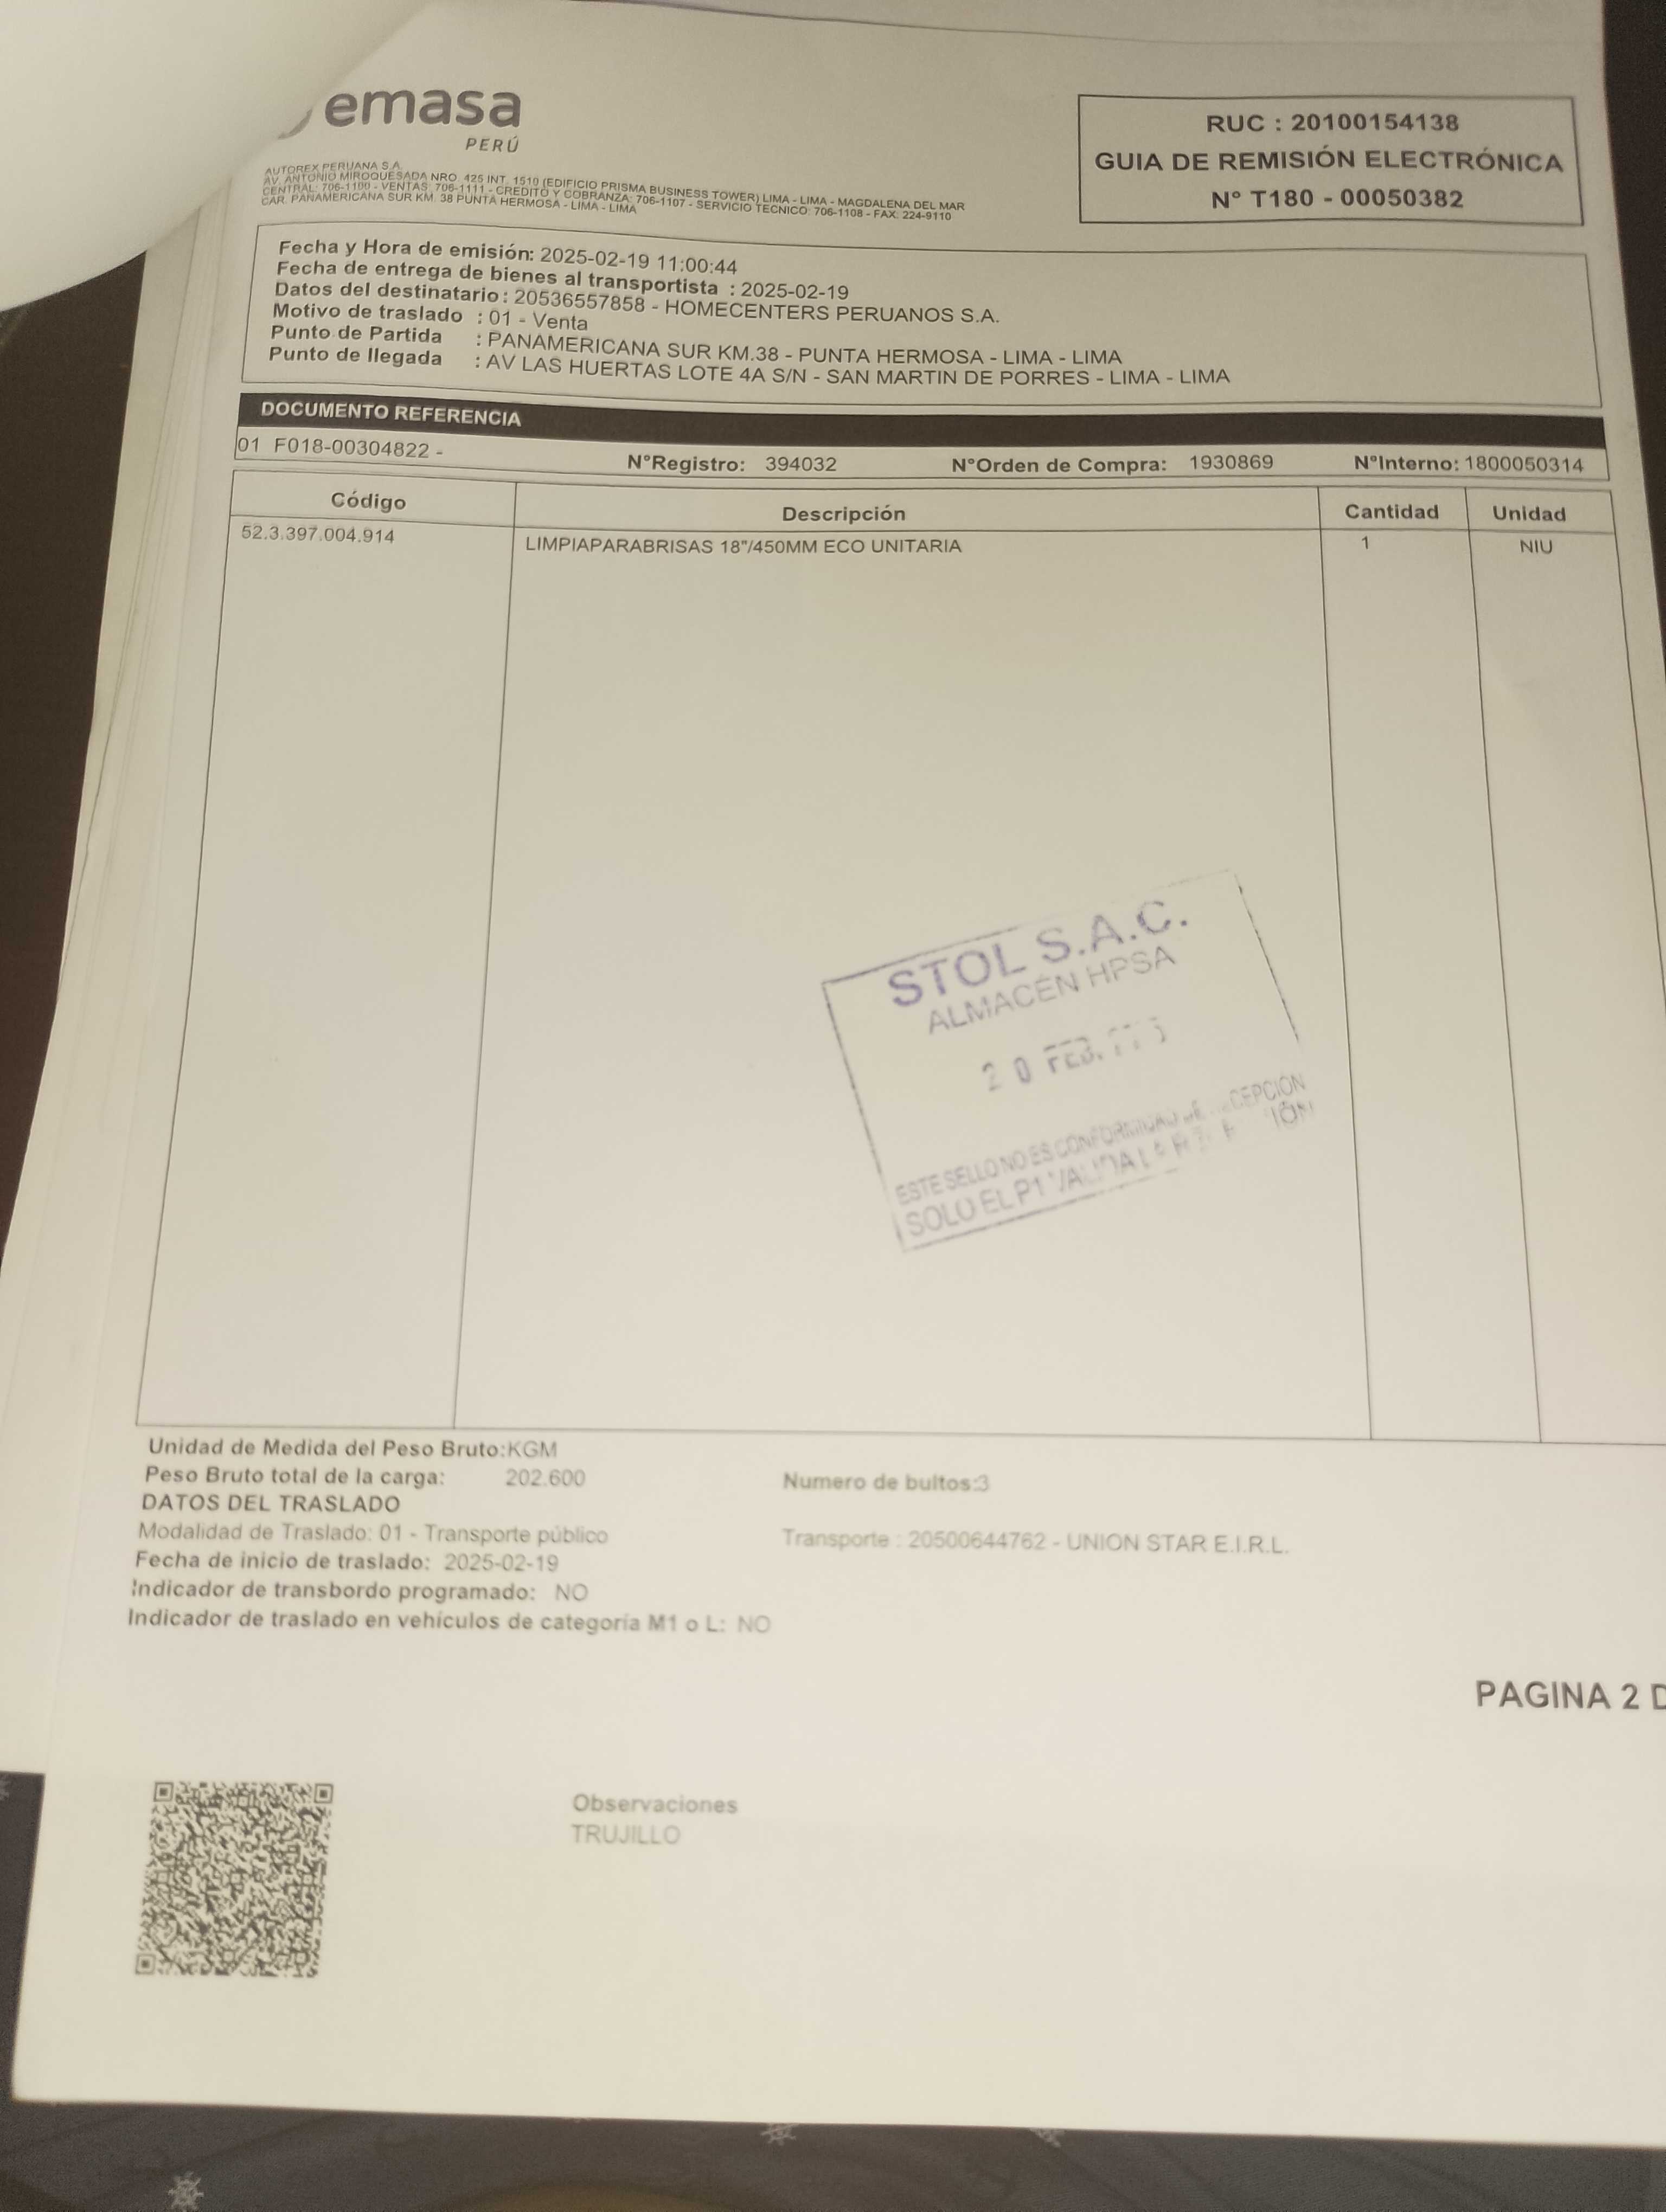 emasa
PERÚ
AUTOREX PERUANA S.A.
AV. ANTONIO MIROQUESADA NRO. 425 INT. 1510 (EDIFICIO PRISMA BUSINESS TOWER) LIMA - LIMA - MAGDALENA DEL MAR
CENTRAL: 706-1100 - VENTAS: 706-1111 - CREDITO Y COBRANZA: 706-1107 - SERVICIO TECNICO: 706-1108 - FAX: 224-9110
CAR. PANAMERICANA SUR KM. 38 PUNTA HERMOSA - LIMA - LIMA
RUC : 20100154138
GUIA DE REMISIÓN ELECTRÓNICA
N° T180 - 00050382
Fecha y Hora de emisión: 2025-02-19 11:00:44
Fecha de entrega de bienes al transportista : 2025-02-19
Datos del destinatario : 20536557858 - HOMECENTERS PERUANOS S.A.
Motivo de traslado : 01 - Venta
Punto de Partida : PANAMERICANA SUR KM.38 - PUNTA HERMOSA - LIMA - LIMA
Punto de llegada : AV LAS HUERTAS LOTE 4A S/N - SAN MARTIN DE PORRES - LIMA - LIMA
DOCUMENTO REFERENCIA
01 F018-00304822 - N°Registro: 394032 N°Orden de Compra: 1930869 N°Interno: 1800050314
Código Descripción Cantidad Unidad
52.3.397.004.914 LIMPIAPARABRISAS 18"/450MM ECO UNITARIA 1 NIU
STOL S.A.C.
ALMACÉN HPSA
20 FEB.
ESTE SELLO NO ES CONFORMIDAD DE RECEPCIÓN
SOLO EL P1 VALIDA LA RECEPCIÓN
Unidad de Medida del Peso Bruto:KGM
Peso Bruto total de la carga: 202.600 Numero de bultos:3
DATOS DEL TRASLADO
Modalidad de Traslado: 01 - Transporte público Transporte : 20500644762 - UNION STAR E.I.R.L.
Fecha de inicio de traslado: 2025-02-19
Indicador de transbordo programado: NO
Indicador de traslado en vehículos de categoría M1 o L: NO
PAGINA 2 D
Observaciones
TRUJILLO